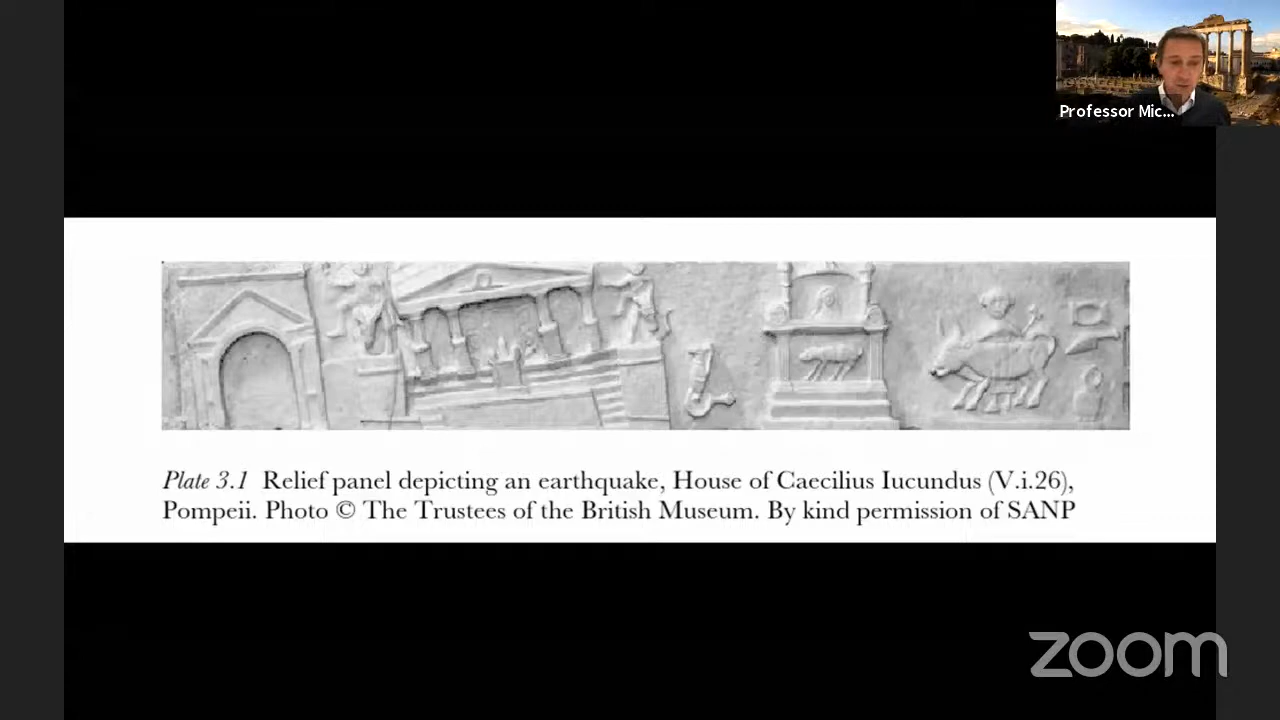 Professor Mic...
Plate 3.1 Relief panel depicting an earthquake, House of Caecilius Iucundus (V.i.26),
Pompeii. Photo © The Trustees of the British Museum. By kind permission of SANP
zoom